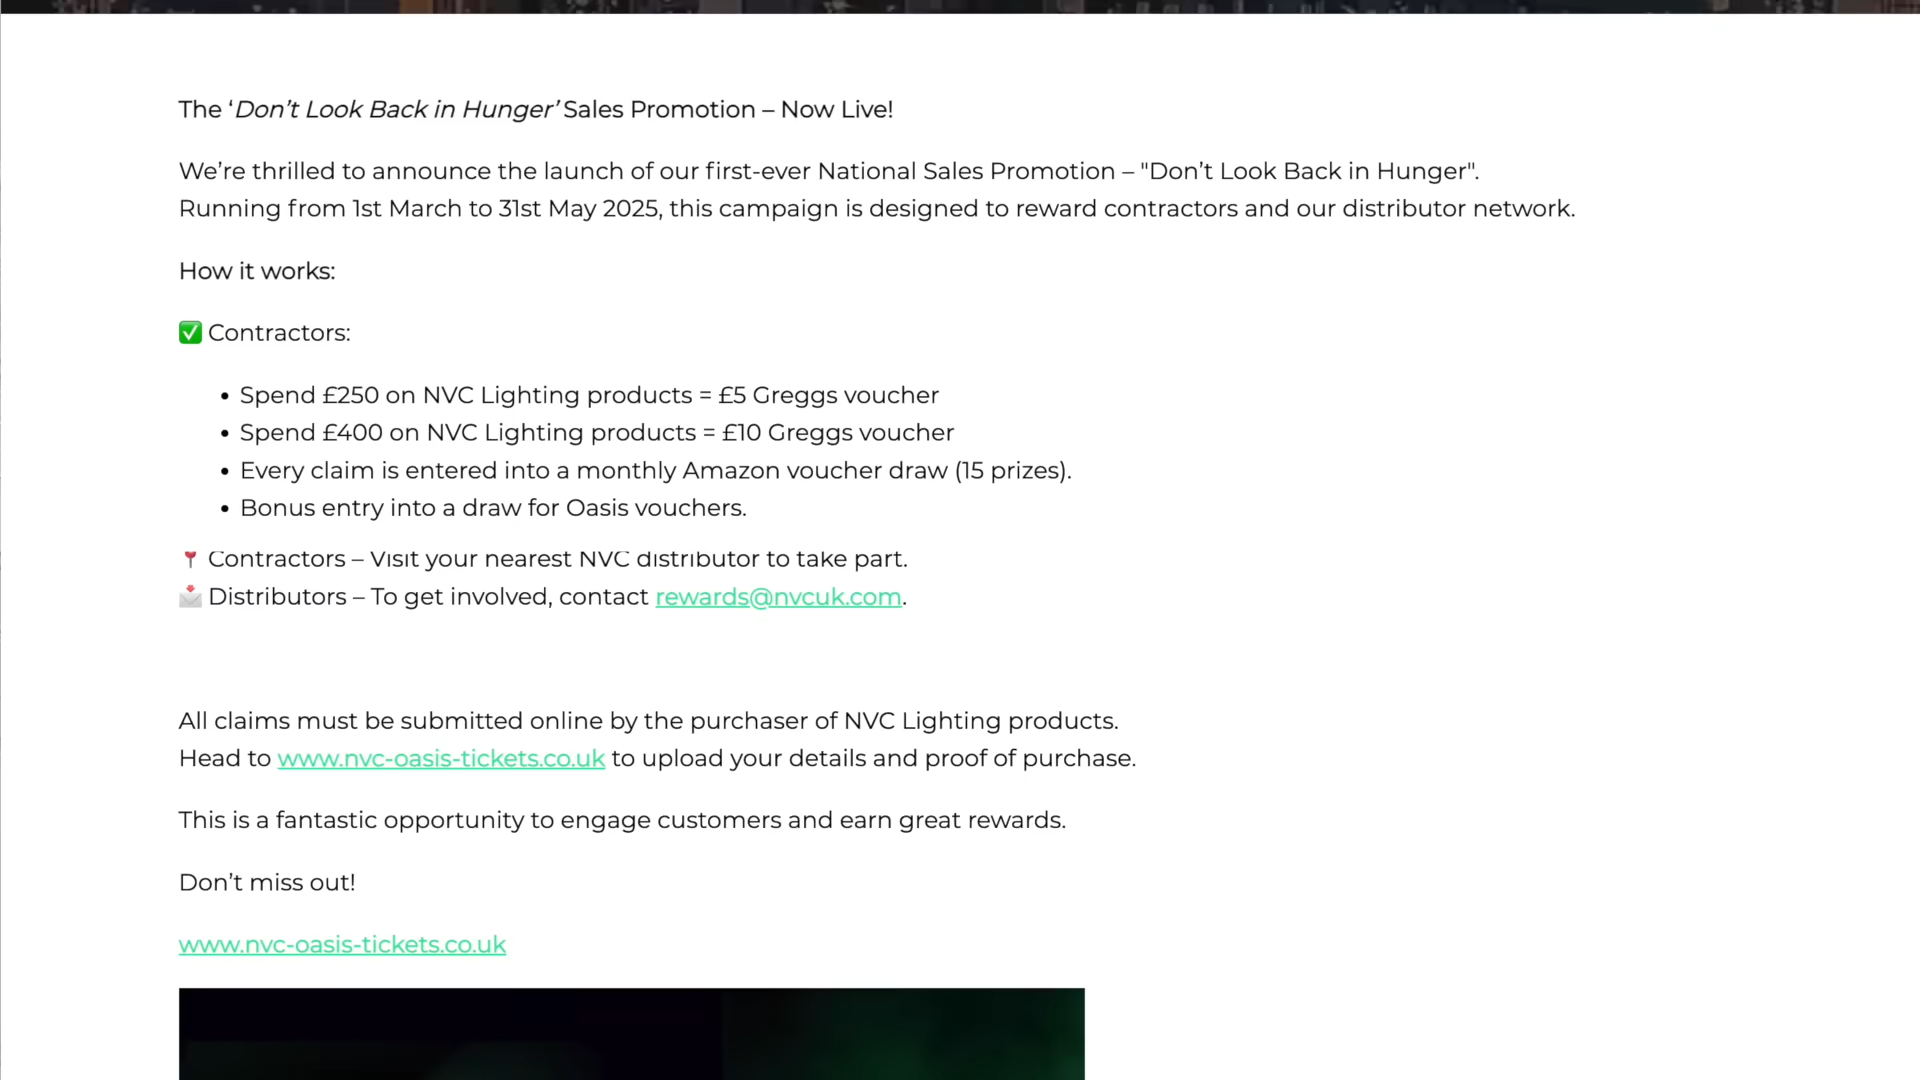 The ‘Don’t Look Back in Hunger’ Sales Promotion – Now Live!
We’re thrilled to announce the launch of our first-ever National Sales Promotion – "Don’t Look Back in Hunger".
Running from 1st March to 31st May 2025, this campaign is designed to reward contractors and our distributor network.
How it works:
✅ Contractors:
• Spend £250 on NVC Lighting products = £5 Greggs voucher
• Spend £400 on NVC Lighting products = £10 Greggs voucher
• Every claim is entered into a monthly Amazon voucher draw (15 prizes).
• Bonus entry into a draw for Oasis vouchers.
📍 Contractors – Visit your nearest NVC distributor to take part.
📩 Distributors – To get involved, contact rewards@nvcuk.com.
All claims must be submitted online by the purchaser of NVC Lighting products.
Head to www.nvc-oasis-tickets.co.uk to upload your details and proof of purchase.
This is a fantastic opportunity to engage customers and earn great rewards.
Don’t miss out!
www.nvc-oasis-tickets.co.uk